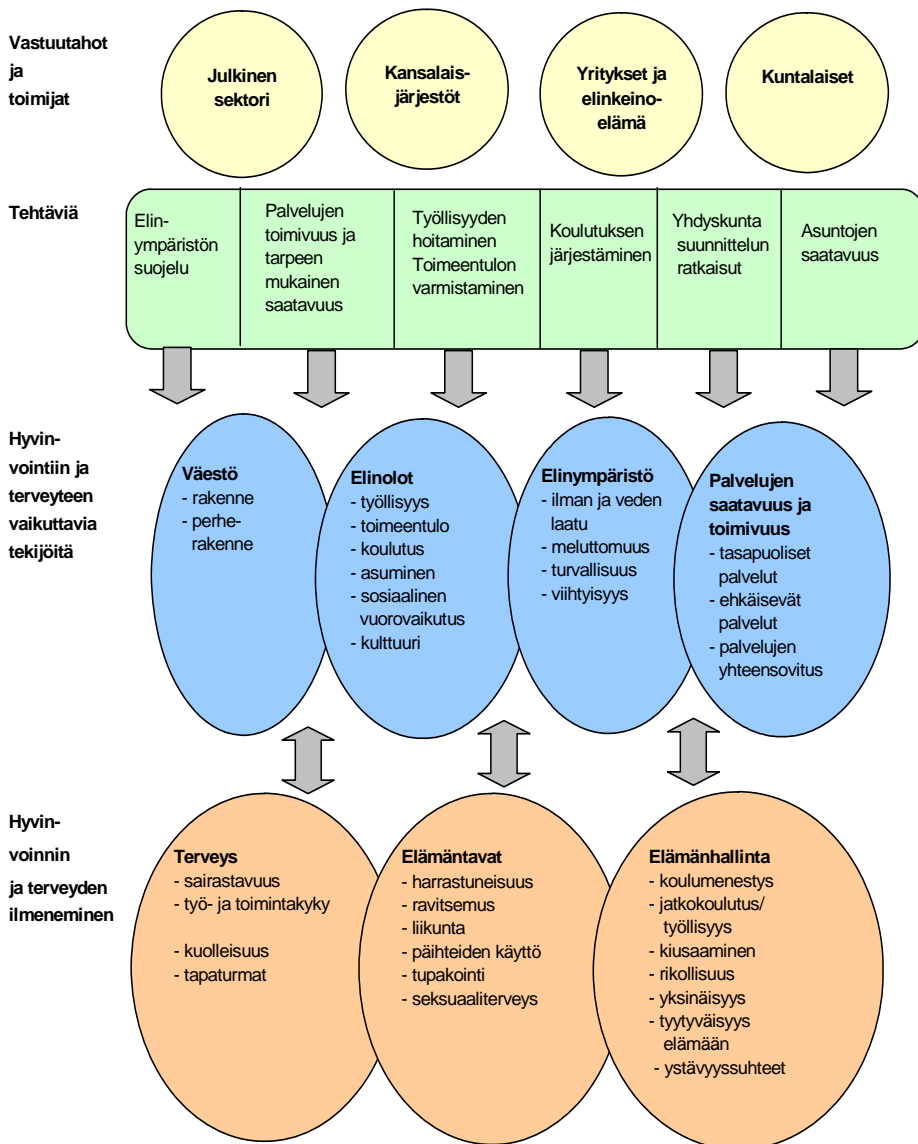 Vastuutahot
ja
toimijat
Julkinen
sektori
Kansalais-
järjestöt
Yritykset ja
elinkeino-
elämä
Kuntalaiset
Tehtäviä
Elin-
ympäristön
suojelu
Palvelujen
toimivuus ja
tarpeen
mukainen
saatavuus
Työllisyyden
hoitaminen
Toimeentulon
varmistaminen
Koulutuksen
järjestäminen
Yhdyskunta
suunnittelun
ratkaisut
Asuntojen
saatavuus
Hyvin-
vointiin ja
terveyteen
vaikuttavia
tekijöitä
Väestö
- rakenne
- perhe-
rakenne
Elinolot
- työllisyys
- toimeentulo
- koulutus
- asuminen
- sosiaalinen
vuorovaikutus
- kulttuuri
Elinympäristö
- ilman ja veden
laatu
- meluttomuus
- turvallisuus
- viihtyisyys
Palvelujen
saatavuus ja
toimivuus
- tasapuoliset
palvelut
- ehkäisevät
palvelut
- palvelujen
yhteensovitus
Hyvin-
voinnin
ja terveyden
ilmeneminen
Terveys
- sairastavuus
- työ- ja toimintakyky
- kuolleisuus
- tapaturmat
Elämäntavat
- harrastuneisuus
- ravitsemus
- liikunta
- päihteiden käyttö
- tupakointi
- seksuaaliterveys
Elämänhallinta
- koulumenestys
- jatkokoulutus/
työllisyys
- kiusaaminen
- rikollisuus
- yksinäisyys
- tyytyväisyys
elämään
- ystävyyssuhteet